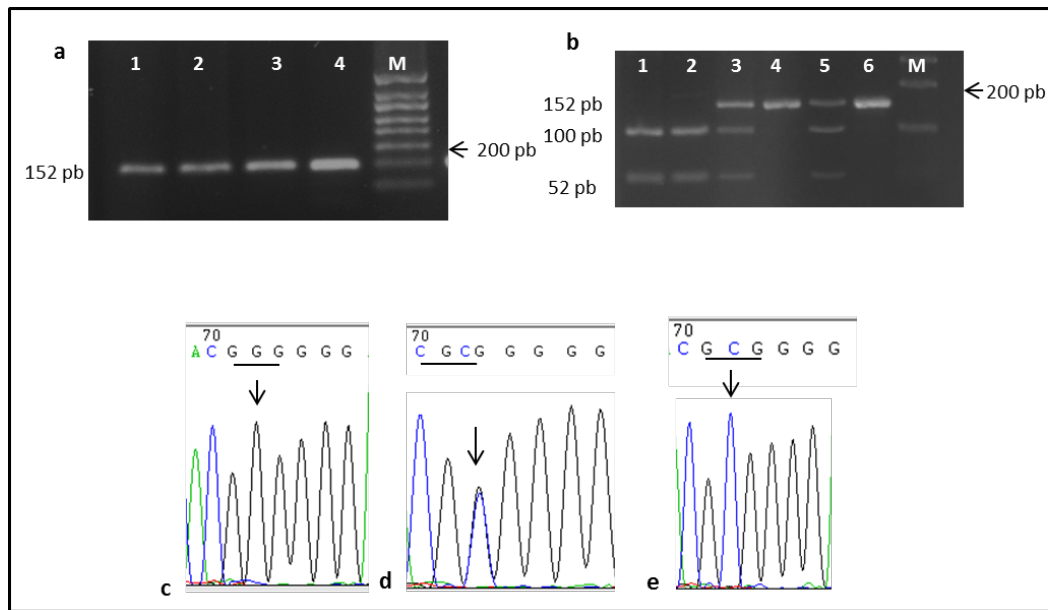 a
1 2 3 4 M
200 pb
152 pb
b
1 2 3 4 5 6 M
200 pb
152 pb
100 pb
52 pb
70
A C G G G G G G
c
70
C G C G G G G G
d
70
C G C G G G G
e